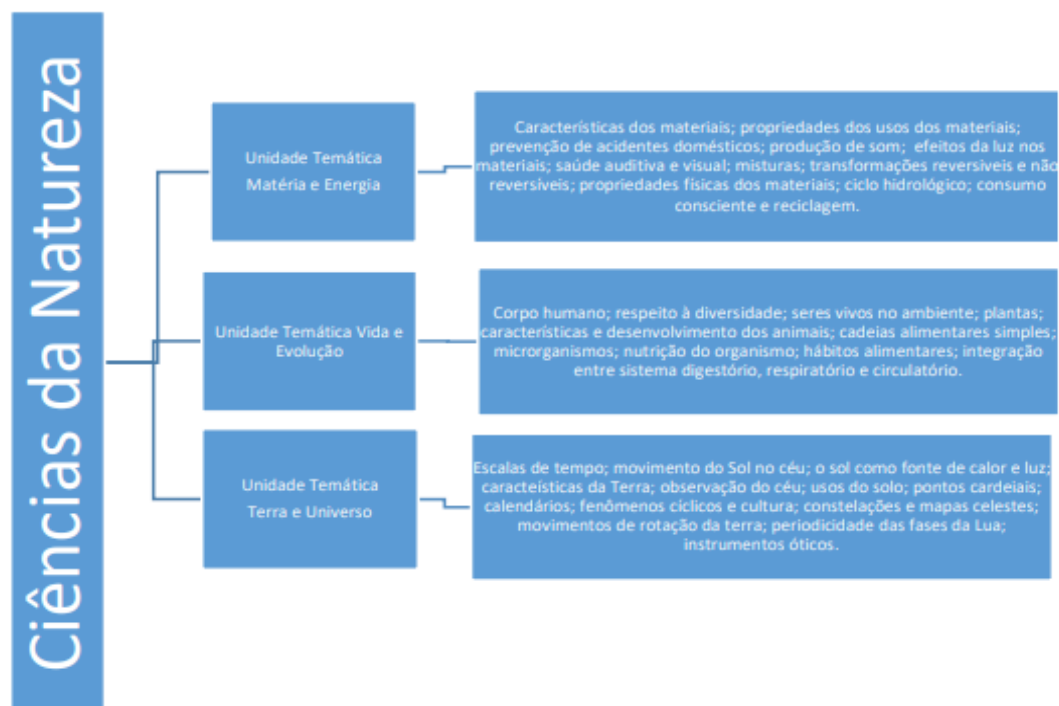 Ciências da Natureza
Unidade Temática
Matéria e Energia
Características dos materiais; propriedades dos usos dos materiais;
prevenção de acidentes domésticos; produção de som; efeitos da luz nos
materiais; saúde auditiva e visual; misturas; transformações reversiveis e não
reversíveis; propriedades físicas dos materiais; ciclo hidrológico; consumo
consciente e reciclagem.
Unidade Temática Vida e
Evolução
Corpo humano; respeito à diversidade; seres vivos no ambiente; plantas;
características e desenvolvimento dos animais; cadeias alimentares simples;
microrganismos; nutrição do organismo; hábitos alimentares; integração
entre sistema digestório, respiratório e circulatório.
Unidade Temática
Terra e Universo
Escalas de tempo; movimento do Sol no céu; o sol como fonte de calor e luz;
caracteísticas da Terra; observação do céu; usos do solo; pontos cardeiais;
calendários; fenômenos cíclicos e cultura; constelações e mapas celestes;
movimentos de rotação da terra; periodicidade das fases da Lua;
instrumentos óticos.